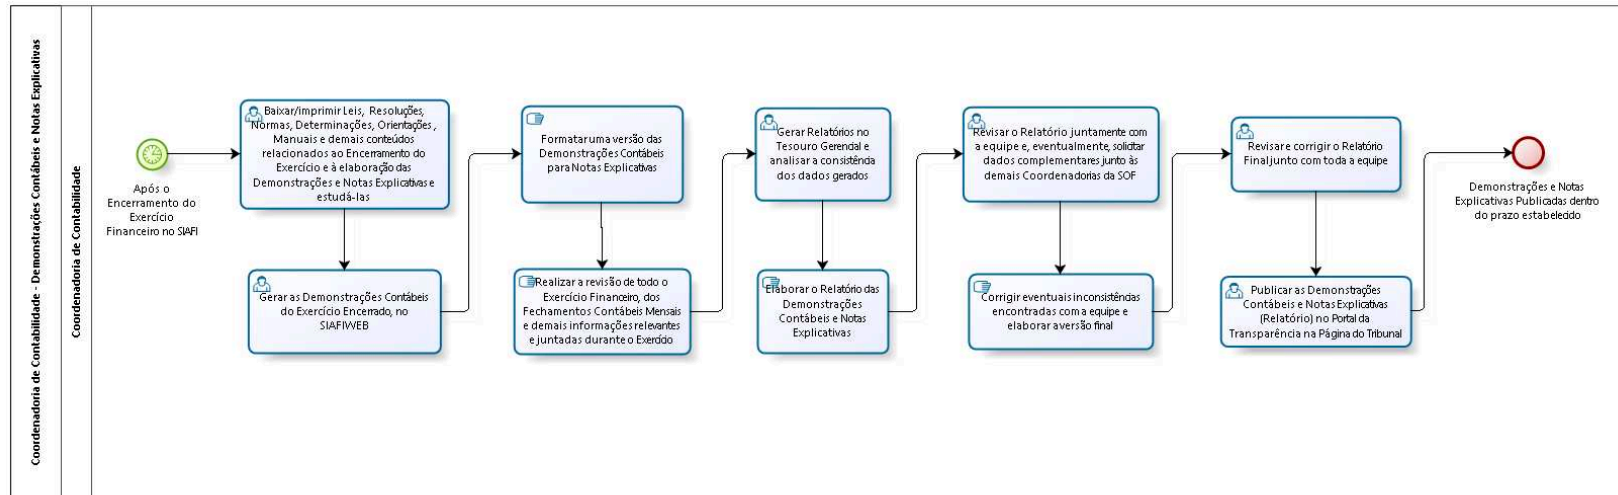 Coordenadoria de Contabilidade - Demonstrações Contábeis e Notas Explicativas
Coordenadoria de Contabilidade
Após o
Encerramento do
Exercício
Financeiro no SIAFI
Baixar/imprimir Leis, Resoluções,
Normas, Determinações, Orientações,
Manuais e demais conteúdos
relacionados ao Encerramento do
Exercício e à elaboração das
Demonstrações e Notas Explicativas e
estudá-las
Gerar as Demonstrações Contábeis
do Exercício Encerrado, no
SIAFIWEB
Formatar uma versão das
Demonstrações Contábeis
para Notas Explicativas
Realizar a revisão de todo o
Exercício Financeiro, dos
Fechamentos Contábeis Mensais
e demais informações relevantes
e juntadas durante o Exercício
Gerar Relatórios no
Tesouro Gerencial e
analisar a consistência
dos dados gerados
Elaborar o Relatório das
Demonstrações
Contábeis e Notas
Explicativas
Revisar o Relatório juntamente com
a equipe e, eventualmente, solicitar
dados complementares junto às
demais Coordenadorias da SOF
Corrigir eventuais inconsistências
encontradas com a equipe e
elaborar a versão final
Revisar e corrigir o Relatório
Final junto com toda a equipe
Publicar as Demonstrações
Contábeis e Notas Explicativas
(Relatório) no Portal da
Transparência na Página do Tribunal
Demonstrações e Notas
Explicativas Publicadas dentro
do prazo estabelecido